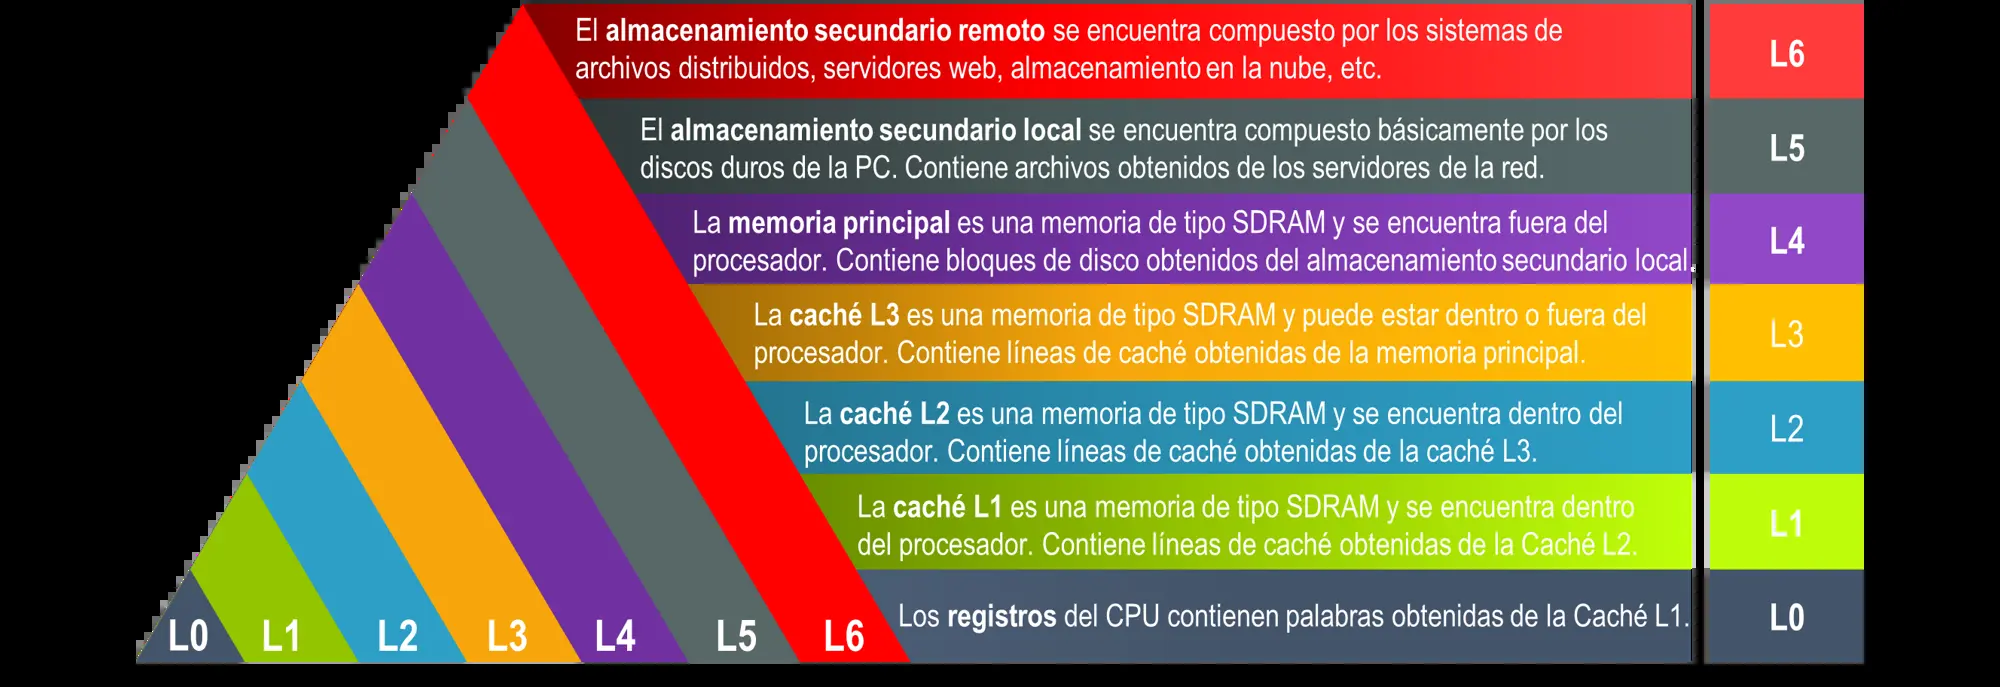 El almacenamiento secundario remoto se encuentra compuesto por los sistemas de
archivos distribuidos, servidores web, almacenamiento en la nube, etc.
L6
El almacenamiento secundario local se encuentra compuesto básicamente por los
discos duros de la PC. Contiene archivos obtenidos de los servidores de la red.
L5
La memoria principal es una memoria de tipo SDRAM y se encuentra fuera del
procesador. Contiene bloques de disco obtenidos del almacenamiento secundario local.
L4
La caché L3 es una memoria de tipo SDRAM y puede estar dentro o fuera del
procesador. Contiene líneas de caché obtenidas de la memoria principal.
L3
La caché L2 es una memoria de tipo SDRAM y se encuentra dentro del
procesador. Contiene líneas de caché obtenidas de la caché L3.
L2
La caché L1 es una memoria de tipo SDRAM y se encuentra dentro
del procesador. Contiene líneas de caché obtenidas de la Caché L2.
L1
Los registros del CPU contienen palabras obtenidas de la Caché L1.
L0
L0 L1 L2 L3 L4 L5 L6